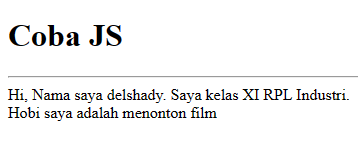 Coba JS
Hi, Nama saya delshady. Saya kelas XI RPL Industri.
Hobi saya adalah menonton film